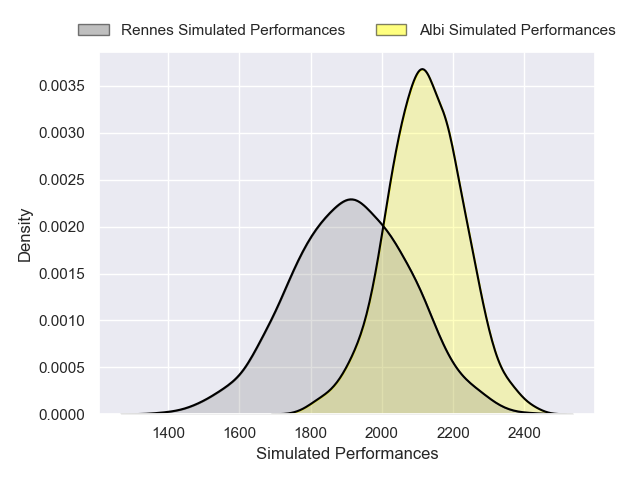 Rennes Simulated Performances Albi Simulated Performances
0.0035
0.0030
0.0025
0.0020
0.0015
0.0010
0.0005
0.0000
Density
1400 1600 1800 2000 2200 2400
Simulated Performances